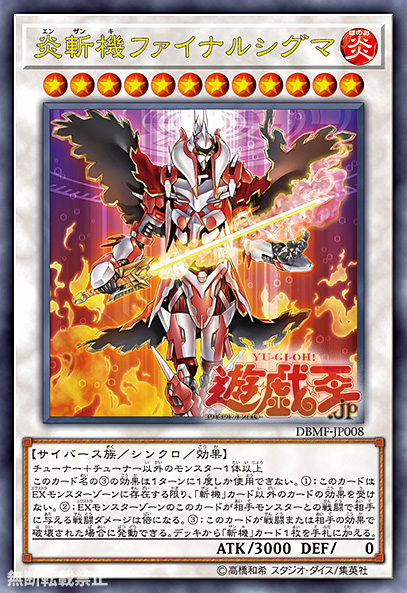 炎斬機ファイナルシグマ
炎
YU-GI-OH!
遊戯王
.jp
DBMF-JP008
【サイバース族/シンクロ/効果】
チューナー+チューナー以外のモンスター1体以上
このカード名の③の効果は1ターンに1度しか使用できない。①:このカードは
EXモンスターゾーンに存在する限り、「斬機」カード以外のカードの効果を受け
ない。②:EXモンスターゾーンのこのカードが相手モンスターとの戦闘で相手
に与える戦闘ダメージは倍になる。③:このカードが戦闘または相手の効果で
破壊された場合に発動できる。デッキから「斬機」カード1枚を手札に加える。
ATK/3000 DEF/ 0
無断転載禁止
©高橋和希 スタジオ・ダイス/集英社